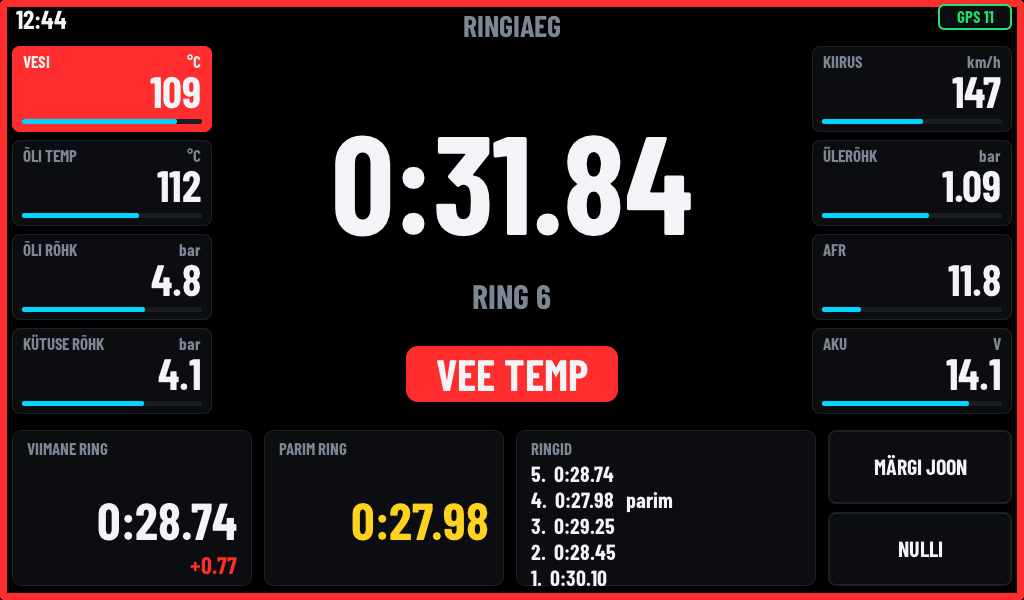 12:44
RINGIAEG
GPS 11
VESI °C
109
ÕLI TEMP °C
112
ÕLI RÕHK bar
4.8
KÜTUSE RÕHK bar
4.1
0:31.84
RING 6
VEE TEMP
KIIRUS km/h
147
ÜLERÕHK bar
1.09
AFR
11.8
AKU V
14.1
VIIMANE RING
0:28.74
+0.77
PARIM RING
0:27.98
RINGID
5. 0:28.74
4. 0:27.98 parim
3. 0:29.25
2. 0:28.45
1. 0:30.10
MÄRGI JOON
NULLI